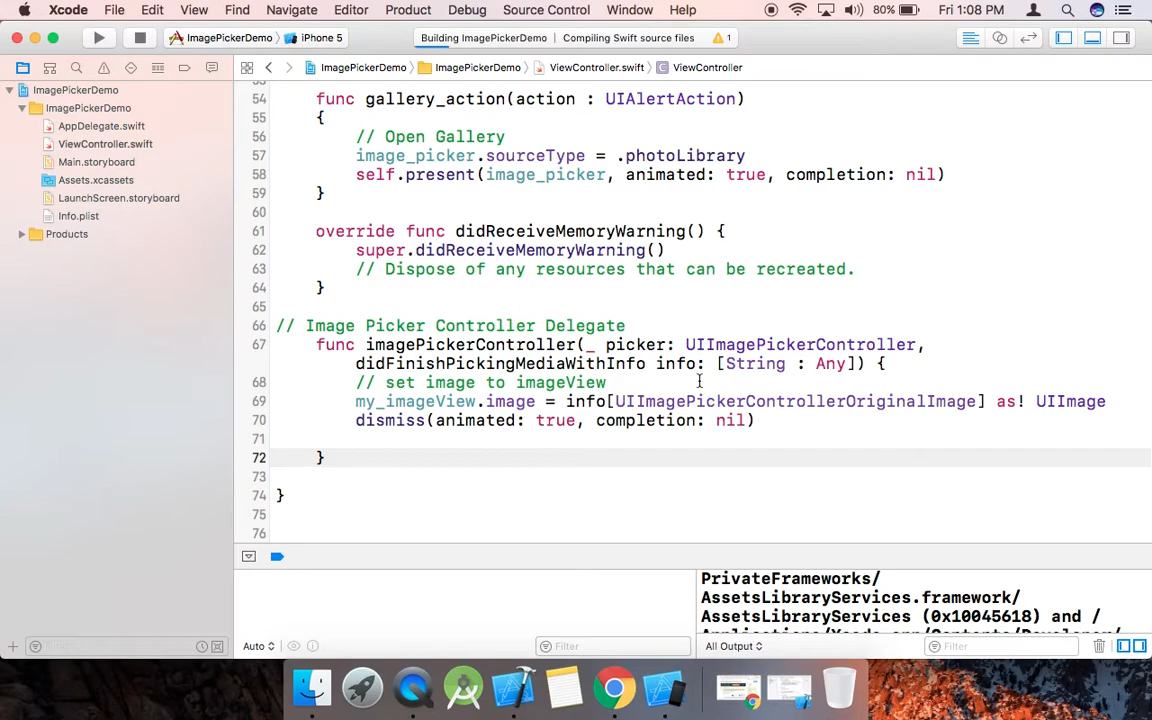 Xcode File Edit View Find Navigate Editor Product Debug Source Control Window Help 80% Fri 1:08 PM
ImagePickerDemo iPhone 5 Building ImagePickerDemo Compiling Swift source files 1
ImagePickerDemo ImagePickerDemo ViewController.swift C ViewController
ImagePickerDemo
ImagePickerDemo
AppDelegate.swift
ViewController.swift
Main.storyboard
Assets.xcassets
LaunchScreen.storyboard
Info.plist
Products
54 func gallery_action(action : UIAlertAction)
55 {
56 // Open Gallery
57 image_picker.sourceType = .photoLibrary
58 self.present(image_picker, animated: true, completion: nil)
59 }
60
61 override func didReceiveMemoryWarning() {
62 super.didReceiveMemoryWarning()
63 // Dispose of any resources that can be recreated.
64 }
65
66 // Image Picker Controller Delegate
67 func imagePickerController(_ picker: UIImagePickerController,
didFinishPickingMediaWithInfo info: [String : Any]) {
68 // set image to imageView
69 my_imageView.image = info[UIImagePickerControllerOriginalImage] as! UIImage
70 dismiss(animated: true, completion: nil)
71
72 }
73
74 }
75
76
PrivateFrameworks/
AssetsLibraryServices.framework/
AssetsLibraryServices (0x10045618) and /
Auto Filter All Output Filter